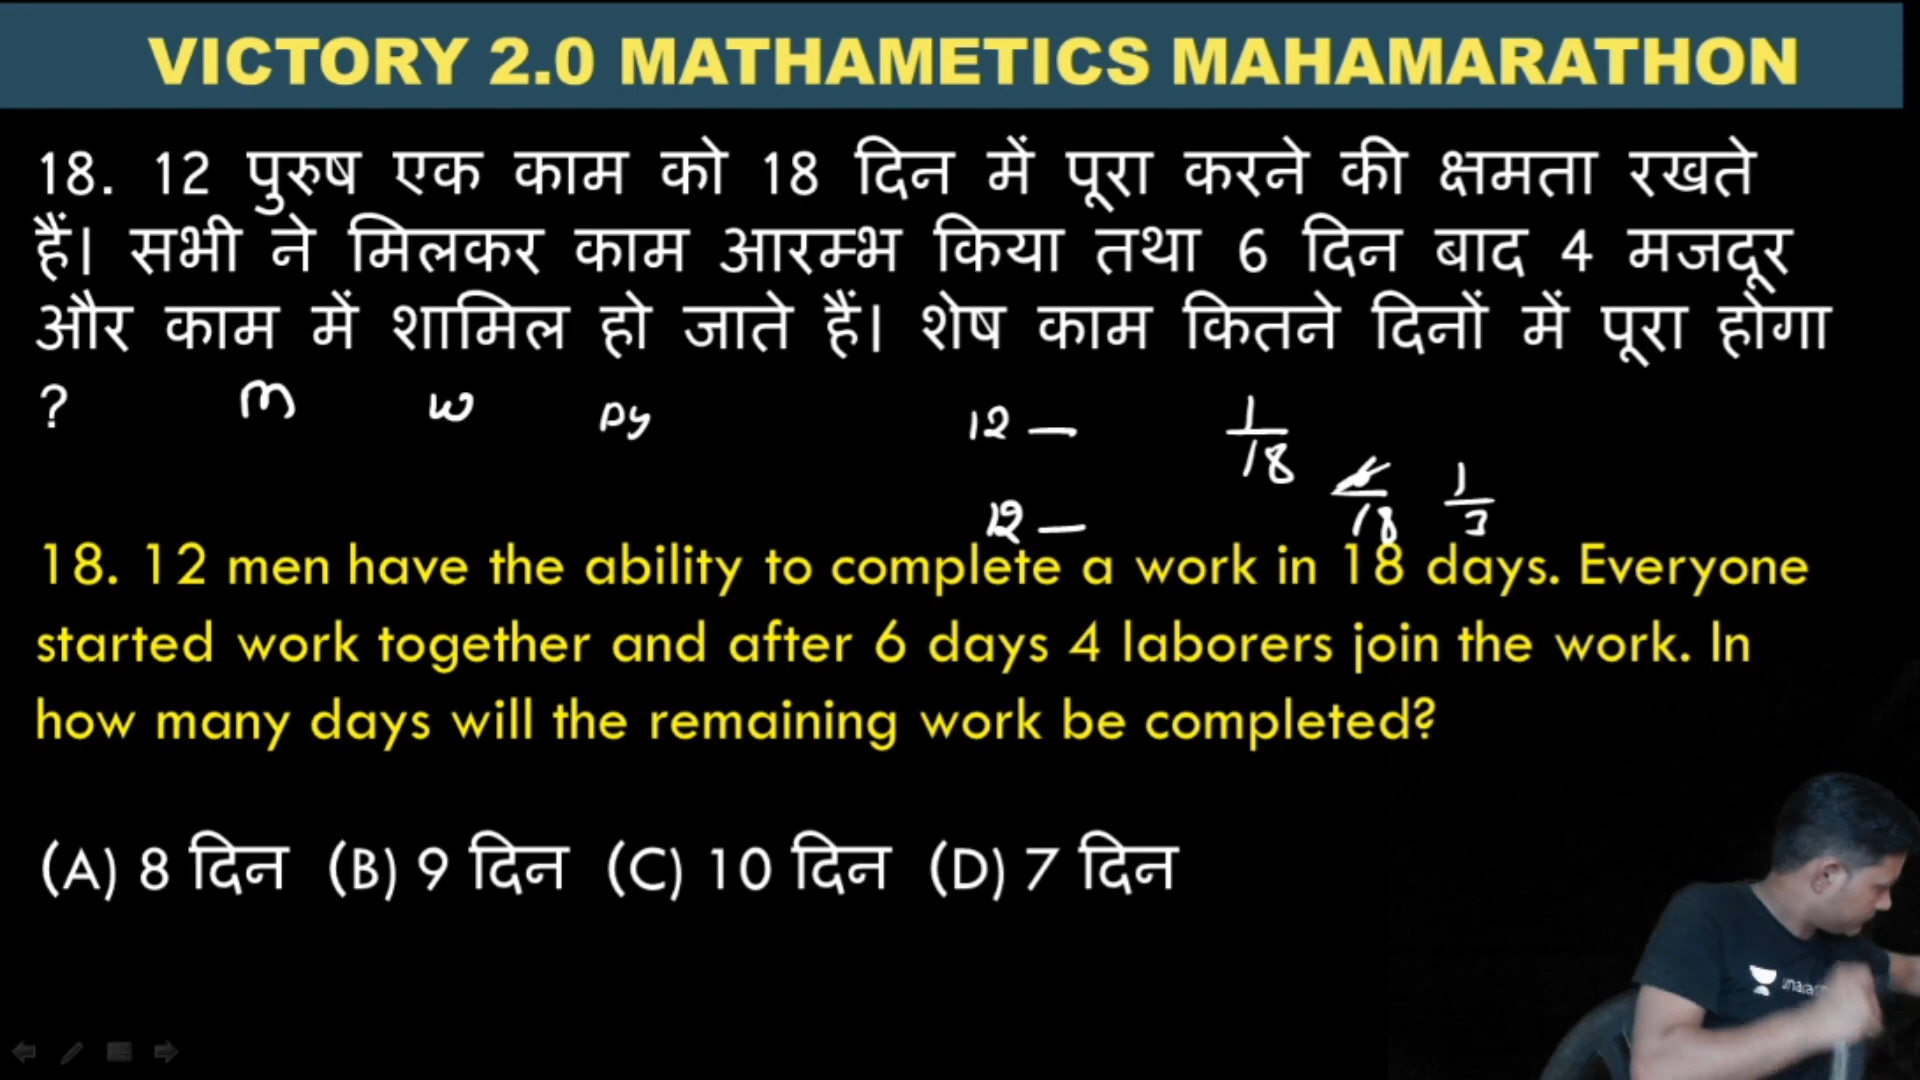 VICTORY 2.0 MATHAMETICS MAHAMARATHON
18. 12 पुरुष एक काम को 18 दिन में पूरा करने की क्षमता रखते
हैं। सभी ने मिलकर काम आरम्भ किया तथा 6 दिन बाद 4 मजदूर
और काम में शामिल हो जाते हैं। शेष काम कितने दिनों में पूरा होगा
?
m w Dy 12 — 1/18
12 — 6/18 1/3
18. 12 men have the ability to complete a work in 18 days. Everyone
started work together and after 6 days 4 laborers join the work. In
how many days will the remaining work be completed?
(A) 8 दिन (B) 9 दिन (C) 10 दिन (D) 7 दिन